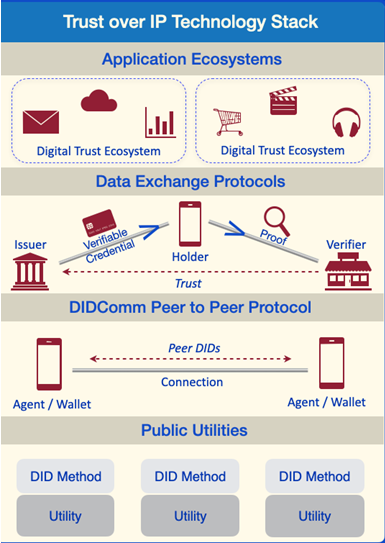 Trust over IP Technology Stack
Application Ecosystems
Digital Trust Ecosystem
Digital Trust Ecosystem
Data Exchange Protocols
Issuer
Verifiable
Credential
Holder
Proof
Verifier
Trust
DIDComm Peer to Peer Protocol
Peer DIDs
Connection
Agent / Wallet
Agent / Wallet
Public Utilities
DID Method
DID Method
DID Method
Utility
Utility
Utility